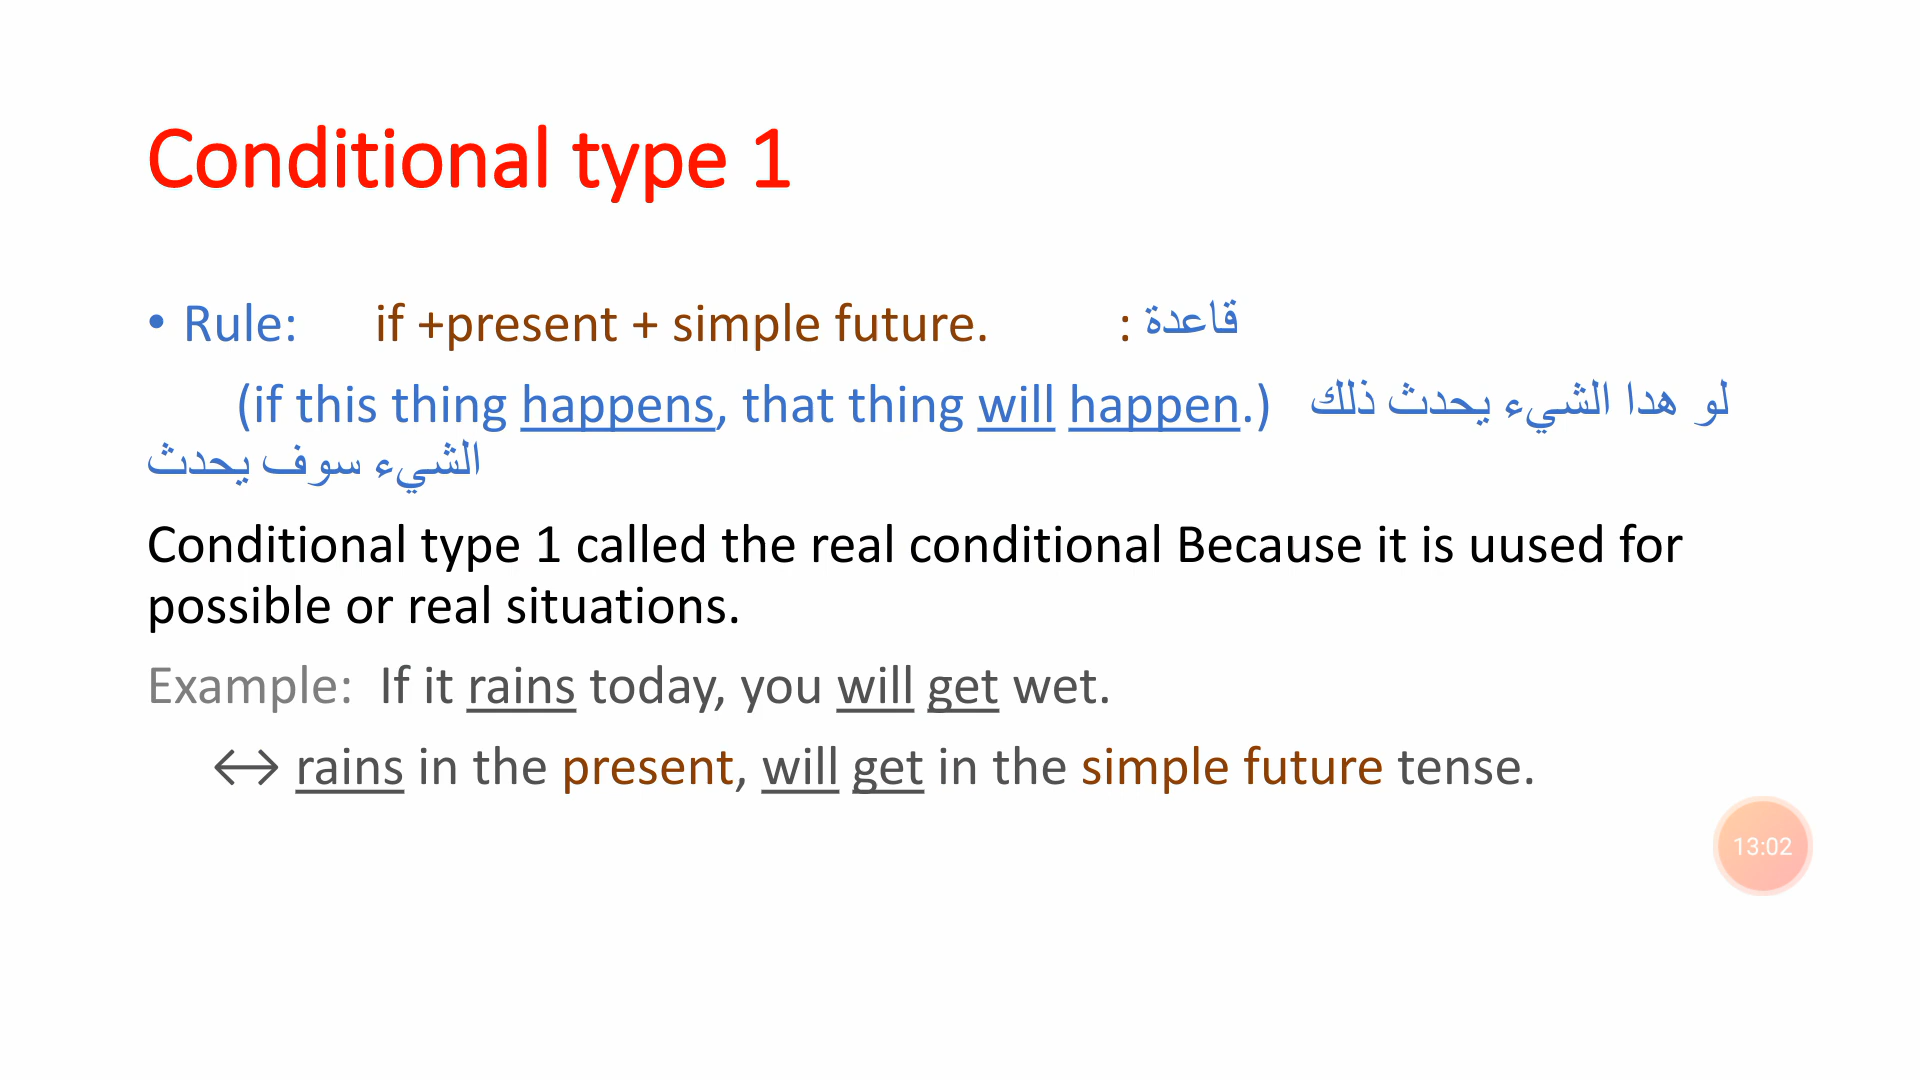 Conditional type 1
• Rule: if +present + simple future. : قاعدة
(if this thing happens, that thing will happen.) لو هدا الشيء يحدث ذلك
الشيء سوف يحدث
Conditional type 1 called the real conditional Because it is uused for
possible or real situations.
Example: If it rains today, you will get wet.
↔ rains in the present, will get in the simple future tense.
13:02